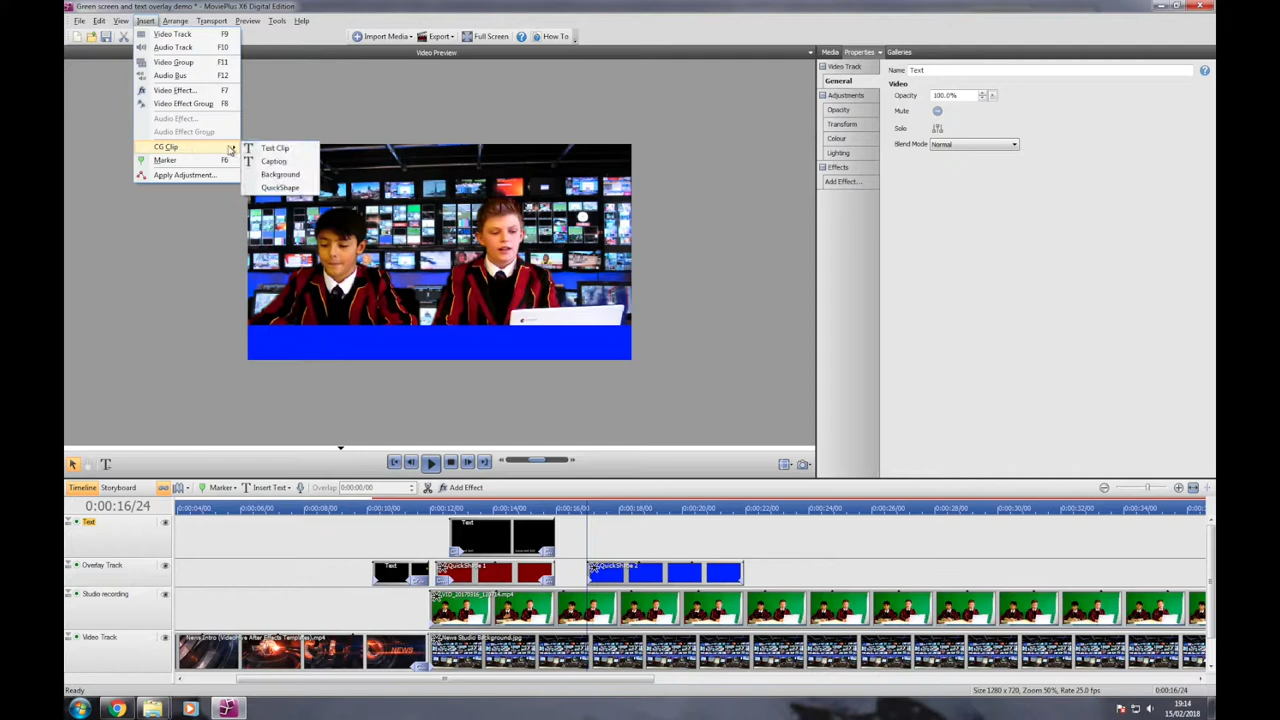 Green screen and text overlay demo * - MoviePlus X6 Digital Edition
File Edit View Insert Arrange Transport Preview Tools Help
Import Media Export Full Screen How To
Video Track F9
Audio Track F10
Video Group F11
Audio Bus F12
Video Effect... F7
Video Effect Group F8
Audio Effect...
Audio Effect Group
CG Clip
Marker F6
Apply Adjustment...
Text Clip
Caption
Background
QuickShape
Video Preview
Media Properties Galleries
Video Track
General
Adjustments
Opacity
Transform
Colour
Lighting
Effects
Add Effect...
Name Text
Video
Opacity 100.0%
Mute
Solo
Blend Mode Normal
Timeline Storyboard Marker Insert Text Overlap 0:00:00/00 Add Effect
0:00:16/24
0:00:04/00 0:00:06/00 0:00:08/00 0:00:10/00 0:00:12/00 0:00:14/00 0:00:16/00 0:00:18/00 0:00:20/00 0:00:22/00 0:00:24/00 0:00:26/00 0:00:28/00 0:00:30/00 0:00:32/00 0:00:34/00
Text Text
Overlay Track Text QuickShape 1 QuickShape 2
Studio recording
Video Track News Intro (VideoHive After Effects Templates).mp4 News Studio Background.jpg
NEWS
Ready Size 1280 x 720, Zoom 50%, Rate 25.0 fps 0:00:16/24
19:14
15/02/2018